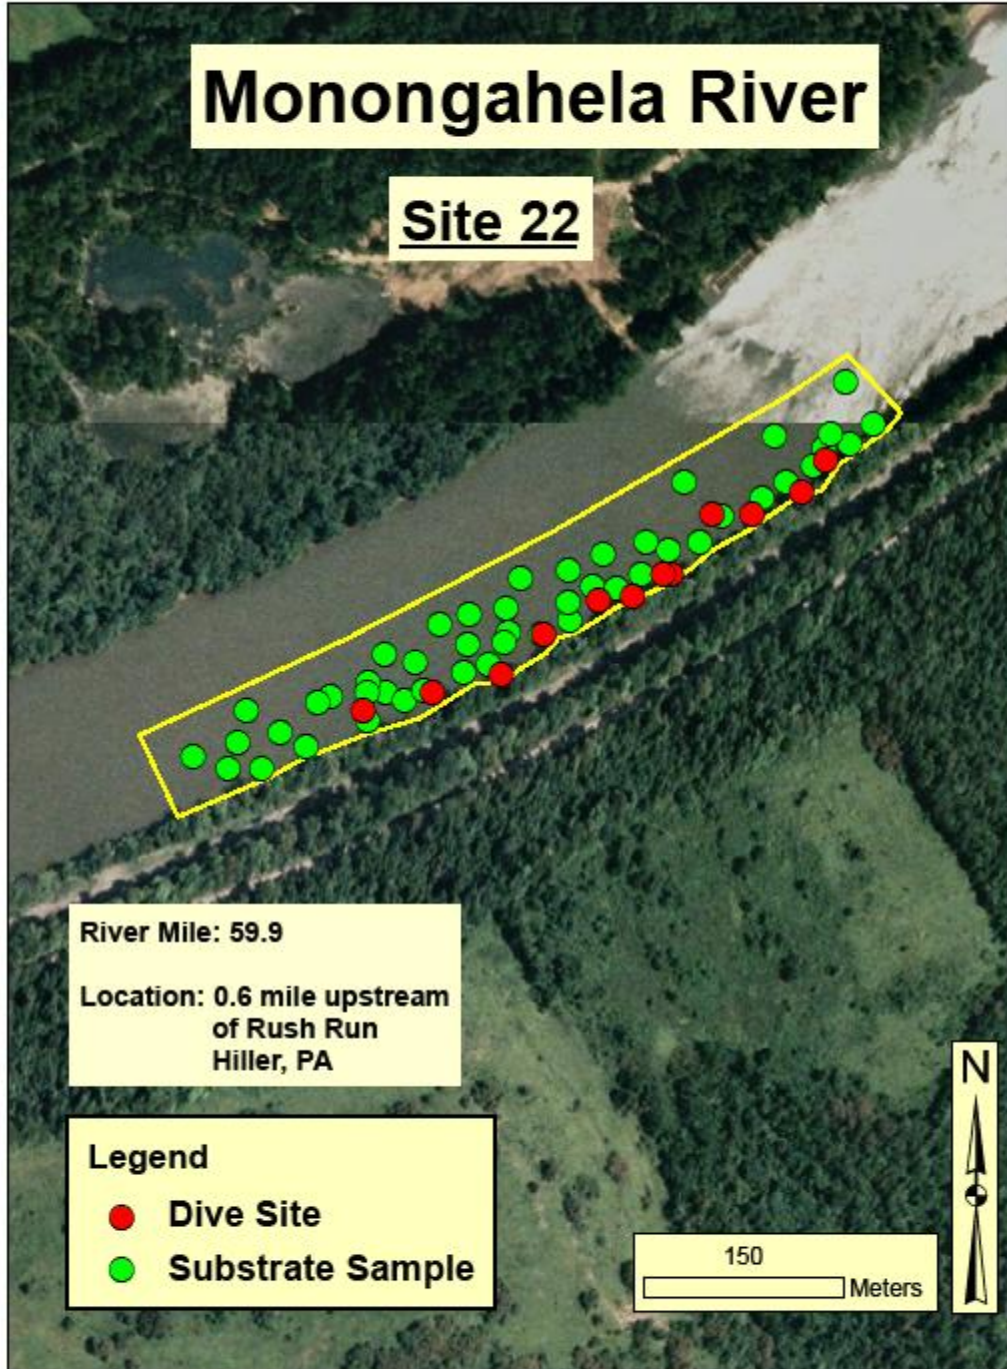 Monongahela River
Site 22
River Mile: 59.9
Location: 0.6 mile upstream
of Rush Run
Hiller, PA
Legend
Dive Site
Substrate Sample
N
150
Meters